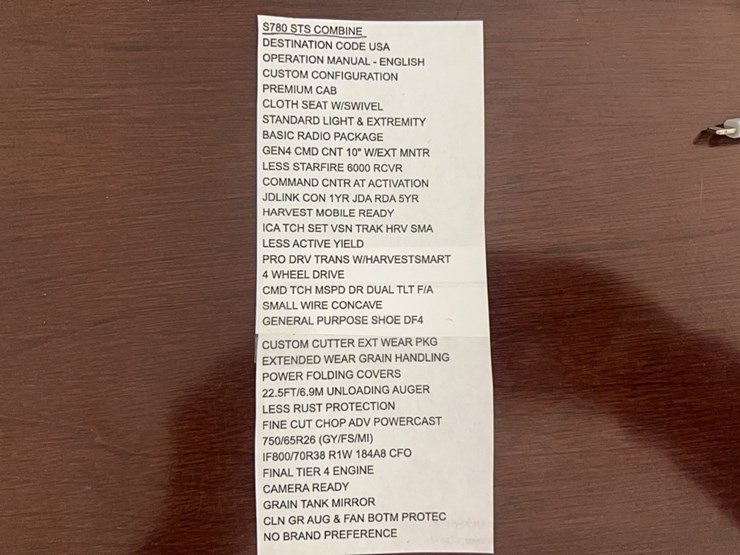 S780 STS COMBINE
DESTINATION CODE USA
OPERATION MANUAL - ENGLISH
CUSTOM CONFIGURATION
PREMIUM CAB
CLOTH SEAT W/SWIVEL
STANDARD LIGHT & EXTREMITY
BASIC RADIO PACKAGE
GEN4 CMD CNT 10" W/EXT MNTR
LESS STARFIRE 6000 RCVR
COMMAND CNTR AT ACTIVATION
JDLINK CON 1YR JDA RDA 5YR
HARVEST MOBILE READY
ICA TCH SET VSN TRAK HRV SMA
LESS ACTIVE YIELD
PRO DRV TRANS W/HARVESTSMART
4 WHEEL DRIVE
CMD TCH MSPD DR DUAL TLT F/A
SMALL WIRE CONCAVE
GENERAL PURPOSE SHOE DF4
CUSTOM CUTTER EXT WEAR PKG
EXTENDED WEAR GRAIN HANDLING
POWER FOLDING COVERS
22.5FT/6.9M UNLOADING AUGER
LESS RUST PROTECTION
FINE CUT CHOP ADV POWERCAST
750/65R26 (GY/FS/MI)
IF800/70R38 R1W 184A8 CFO
FINAL TIER 4 ENGINE
CAMERA READY
GRAIN TANK MIRROR
CLN GR AUG & FAN BOTM PROTEC
NO BRAND PREFERENCE